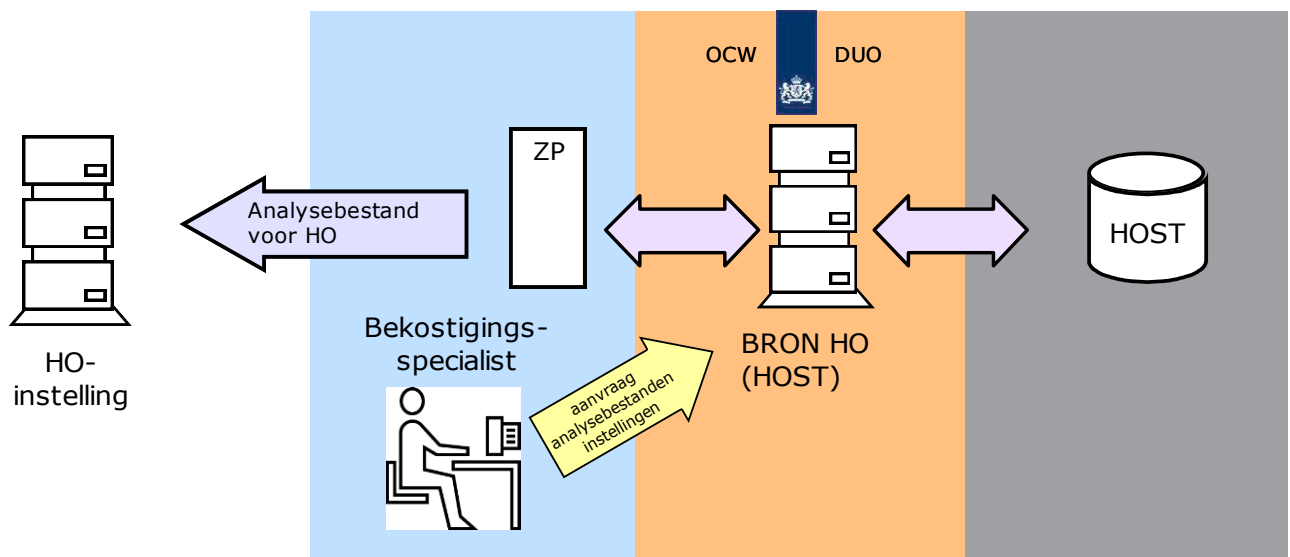 OCW
DUO
ZP
Analysebestand
voor HO
HOST
HO-
instelling
Bekostigings-
specialist
aanvraag
analysebestanden
instellingen
BRON HO
(HOST)